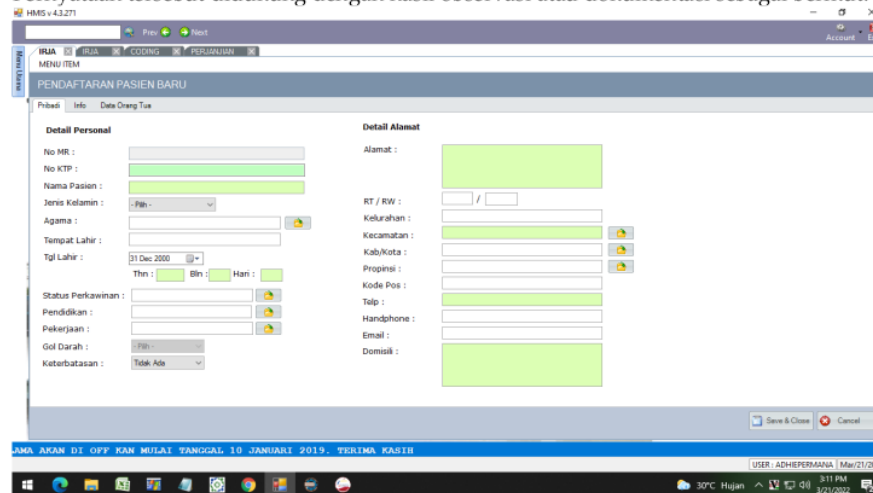 HMIS v 4.3.271
Prev Next
Account
IRJA IRJA CODING PERJANJIAN
Menu Utama
MENU ITEM
PENDAFTARAN PASIEN BARU
Pribadi Info Data Orang Tua
Detail Personal
No MR :
No KTP :
Nama Pasien :
Jenis Kelamin : - Pilih -
Agama :
Tempat Lahir :
Tgl Lahir : 31 Dec 2000
Thn : Bln : Hari :
Status Perkawinan :
Pendidikan :
Pekerjaan :
Gol Darah : - Pilih -
Keterbatasan : Tidak Ada
Detail Alamat
Alamat :
RT / RW : /
Kelurahan :
Kecamatan :
Kab/Kota :
Propinsi :
Kode Pos :
Telp :
Handphone :
Email :
Domisili :
Save & Close Cancel
AMA AKAN DI OFF KAN MULAI TANGGAL 10 JANUARI 2019. TERIMA KASIH
USER : ADHIEPERMANA Mar/21/20
30°C Hujan 3:11 PM
3/21/2022